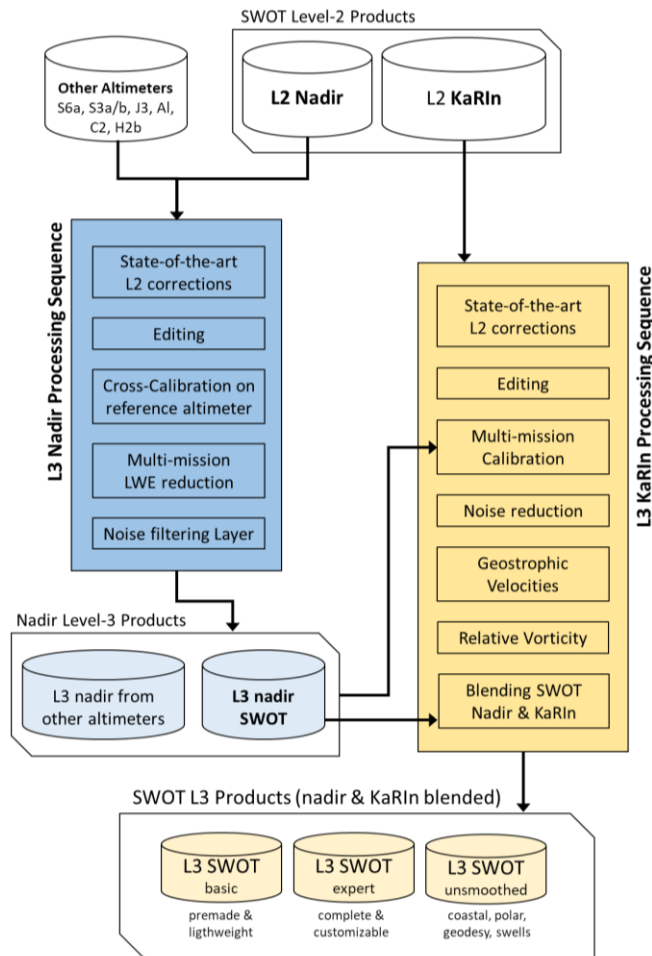 SWOT Level-2 Products
Other Altimeters
S6a, S3a/b, J3, Al,
C2, H2b
L2 Nadir
L2 KaRIn
L3 Nadir Processing Sequence
State-of-the-art
L2 corrections
Editing
Cross-Calibration on
reference altimeter
Multi-mission
LWE reduction
Noise filtering Layer
L3 KaRIn Processing Sequence
State-of-the-art
L2 corrections
Editing
Multi-mission
Calibration
Noise reduction
Geostrophic
Velocities
Relative Vorticity
Blending SWOT
Nadir & KaRIn
Nadir Level-3 Products
L3 nadir from
other altimeters
L3 nadir
SWOT
SWOT L3 Products (nadir & KaRIn blended)
L3 SWOT
basic
premade &
ligthweight
L3 SWOT
expert
complete &
customizable
L3 SWOT
unsmoothed
coastal, polar,
geodesy, swells